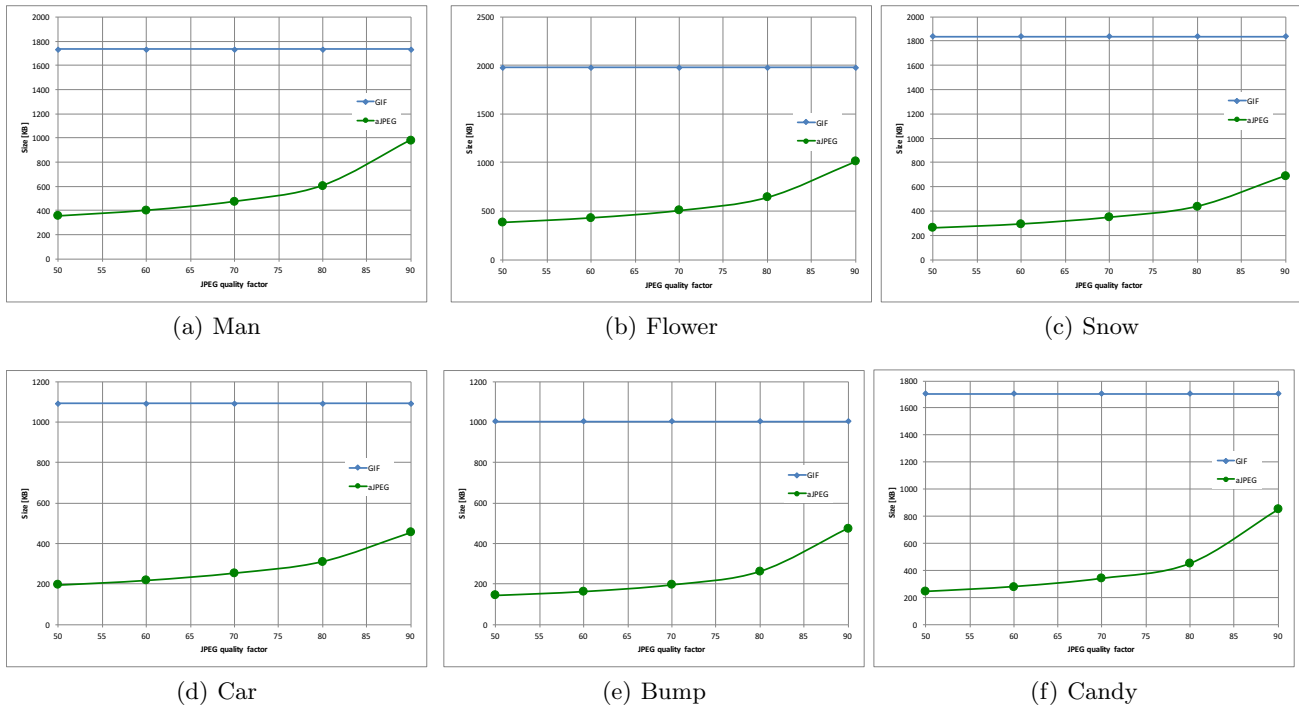 2000
1800
1600
1400
1200
1000
800
600
400
200
0
Size [KB]
GIF
aJPEG
50 55 60 65 70 75 80 85 90
JPEG quality factor
(a) Man
2500
2000
1500
1000
500
0
Size [KB]
GIF
aJPEG
50 55 60 65 70 75 80 85 90
JPEG quality factor
(b) Flower
2000
1800
1600
1400
1200
1000
800
600
400
200
0
Size [KB]
GIF
aJPEG
50 55 60 65 70 75 80 85 90
JPEG quality factor
(c) Snow
1200
1000
800
600
400
200
0
Size [KB]
GIF
aJPEG
50 55 60 65 70 75 80 85 90
JPEG quality factor
(d) Car
1200
1000
800
600
400
200
0
Size [KB]
GIF
aJPEG
50 55 60 65 70 75 80 85 90
JPEG quality factor
(e) Bump
1800
1600
1400
1200
1000
800
600
400
200
0
Size [KB]
GIF
aJPEG
50 55 60 65 70 75 80 85 90
JPEG quality factor
(f) Candy